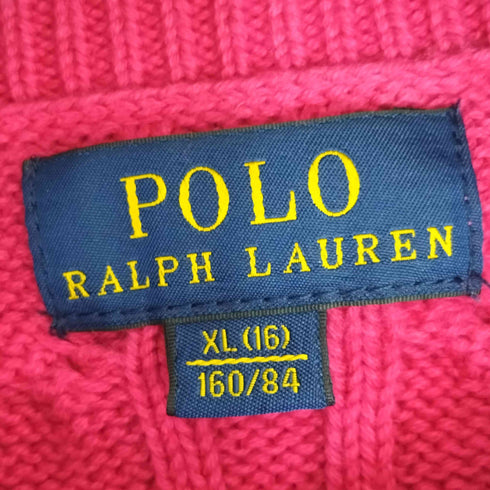 POLO
RALPH LAUREN
XL (16)
160/84